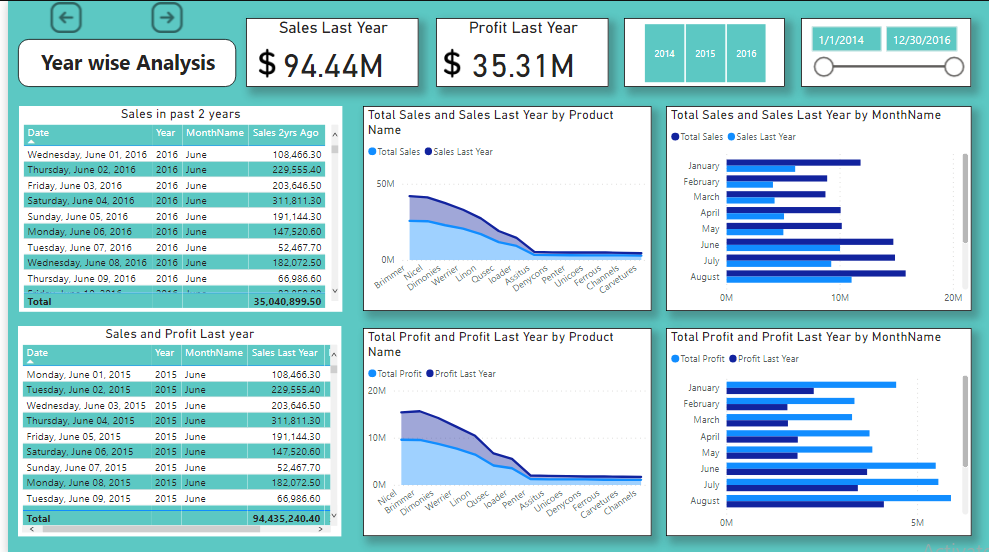 Year wise Analysis
Sales Last Year
$ 94.44M
Profit Last Year
$ 35.31M
2014 2015 2016
1/1/2014 12/30/2016
Sales in past 2 years
Date Year MonthName Sales 2yrs Ago
Wednesday, June 01, 2016 2016 June 108,466.30
Thursday, June 02, 2016 2016 June 229,555.40
Friday, June 03, 2016 2016 June 203,646.50
Saturday, June 04, 2016 2016 June 311,811.30
Sunday, June 05, 2016 2016 June 191,144.30
Monday, June 06, 2016 2016 June 147,520.60
Tuesday, June 07, 2016 2016 June 52,467.70
Wednesday, June 08, 2016 2016 June 182,072.50
Thursday, June 09, 2016 2016 June 66,986.60
Total 35,040,899.50
Total Sales and Sales Last Year by Product
Name
Total Sales Sales Last Year
50M
0M
Brimmer Nicel Dimonies Werrier Linon Qusec loader Assitus Denycons Penter Unicoes Ferrous Channels Carvetures
Total Sales and Sales Last Year by MonthName
Total Sales Sales Last Year
January
February
March
April
May
June
July
August
0M 10M 20M
Sales and Profit Last year
Date Year MonthName Sales Last Year
Monday, June 01, 2015 2015 June 108,466.30
Tuesday, June 02, 2015 2015 June 229,555.40
Wednesday, June 03, 2015 2015 June 203,646.50
Thursday, June 04, 2015 2015 June 311,811.30
Friday, June 05, 2015 2015 June 191,144.30
Saturday, June 06, 2015 2015 June 147,520.60
Sunday, June 07, 2015 2015 June 52,467.70
Monday, June 08, 2015 2015 June 182,072.50
Tuesday, June 09, 2015 2015 June 66,986.60
Total 94,435,240.40
Total Profit and Profit Last Year by Product
Name
Total Profit Profit Last Year
20M
10M
0M
Nicel Brimmer Dimonies Werrier Linon Qusec loader Penter Assitus Unicoes Denycons Ferrous Carvetures Channels
Total Profit and Profit Last Year by MonthName
Total Profit Profit Last Year
January
February
March
April
May
June
July
August
0M 5M